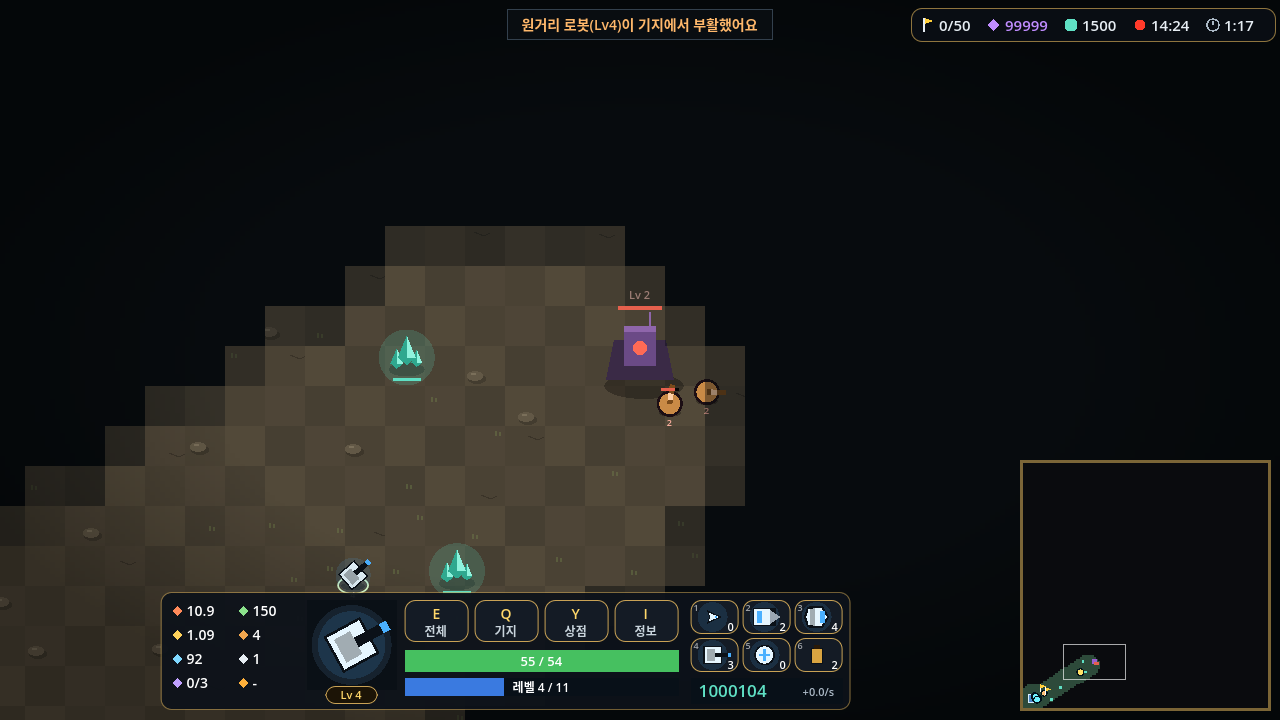 원거리 로봇(Lv4)이 기지에서 부활했어요
0/50 99999 1500 14:24 1:17
Lv 2
2
2
10.9 150
1.09 4
92 1
0/3 -
Lv 4
E 전체
Q 기지
Y 상점
I 정보
55 / 54
레벨 4 / 11
1 0
2 2
3 4
4 3
5 0
6 2
1000104 +0.0/s